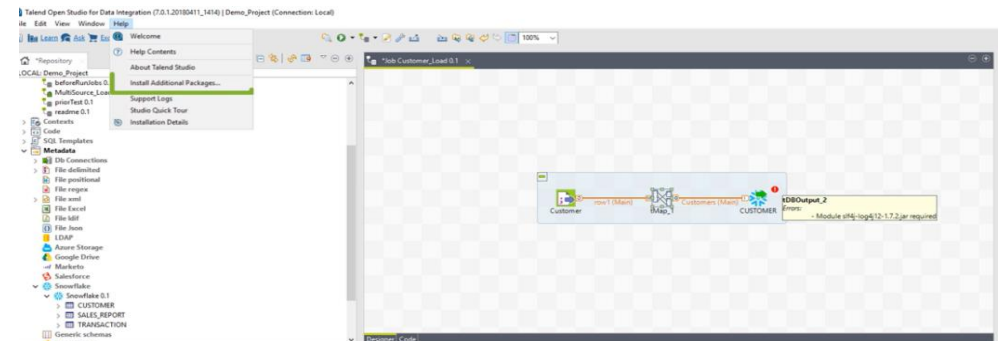 Talend Open Studio for Data Integration (7.0.1.20180411_1414) | Demo_Project (Connection: Local)
Edit View Window Help
Learn Ask
100%
Welcome
Help Contents
About Talend Studio
Install Additional Packages...
Support Logs
Studio Quick Tour
Installation Details
*Repository
LOCAL: Demo_Project
beforeRunJobs 0.
MultiSource_Load
priorTest 0.1
readme 0.1
Contexts
Code
SQL Templates
Metadata
Db Connections
File delimited
File positional
File regex
File xml
File Excel
File ldif
File Json
LDAP
Azure Storage
Google Drive
Marketo
Salesforce
Snowflake
Snowflake 0.1
CUSTOMER
SALES_REPORT
TRANSACTION
Generic schemas
*Job Customer_Load 0.1
Customer
row1 (Main)
tMap_1
Customers (Main)
CUSTOMER
tDBOutput_2
Errors:
- Module slf4j-log4j12-1.7.2.jar required
Designer Code